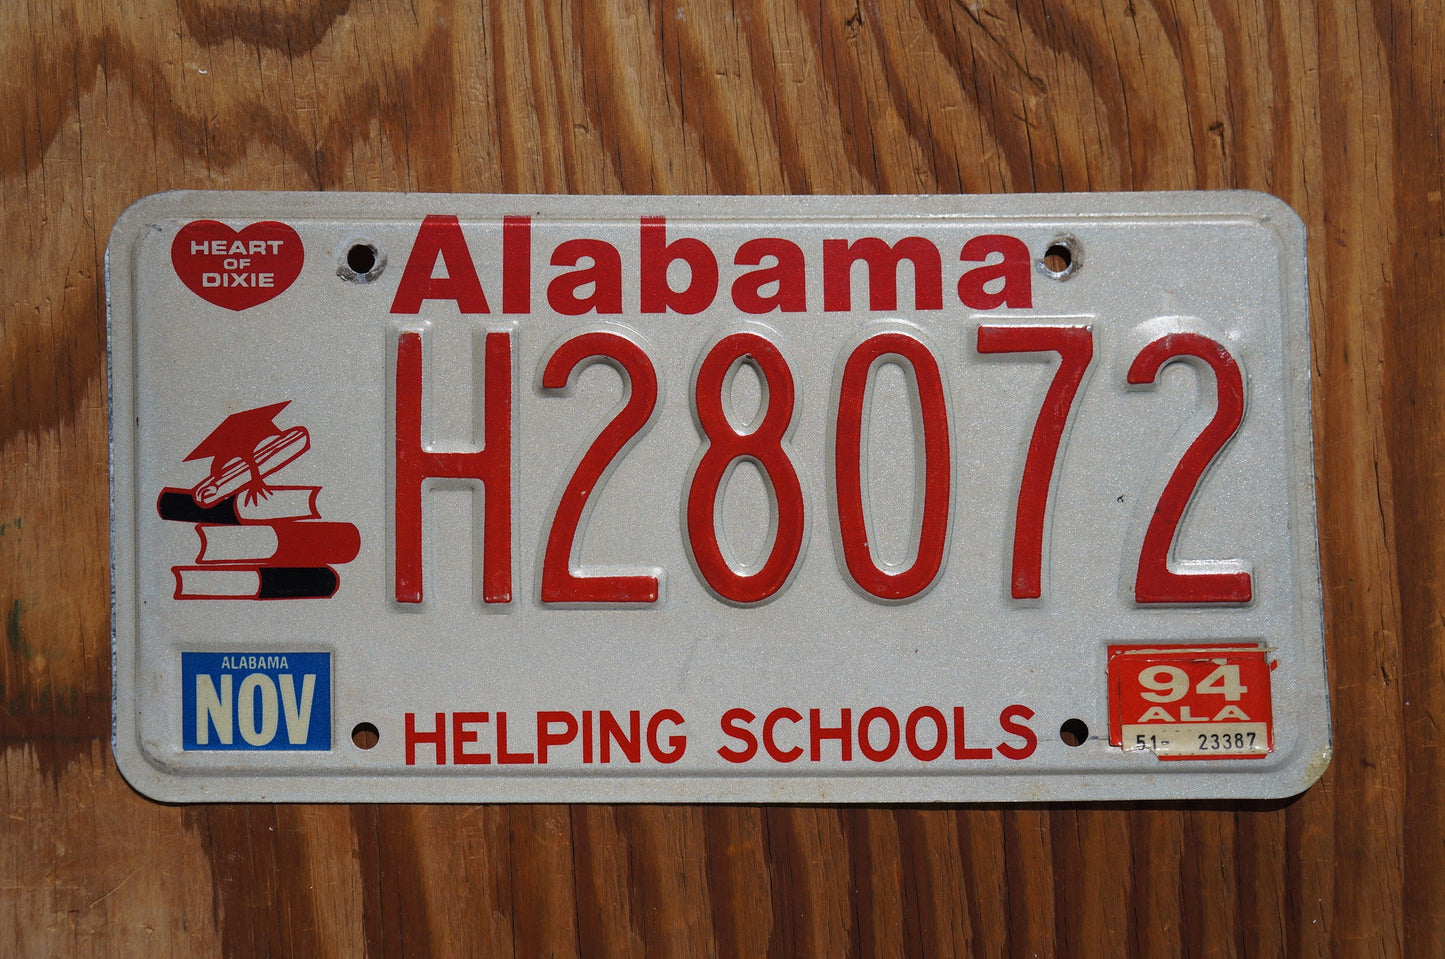 HEART
OF
DIXIE
Alabama
H28072
ALABAMA
NOV
HELPING SCHOOLS
94
ALA
51- 23387